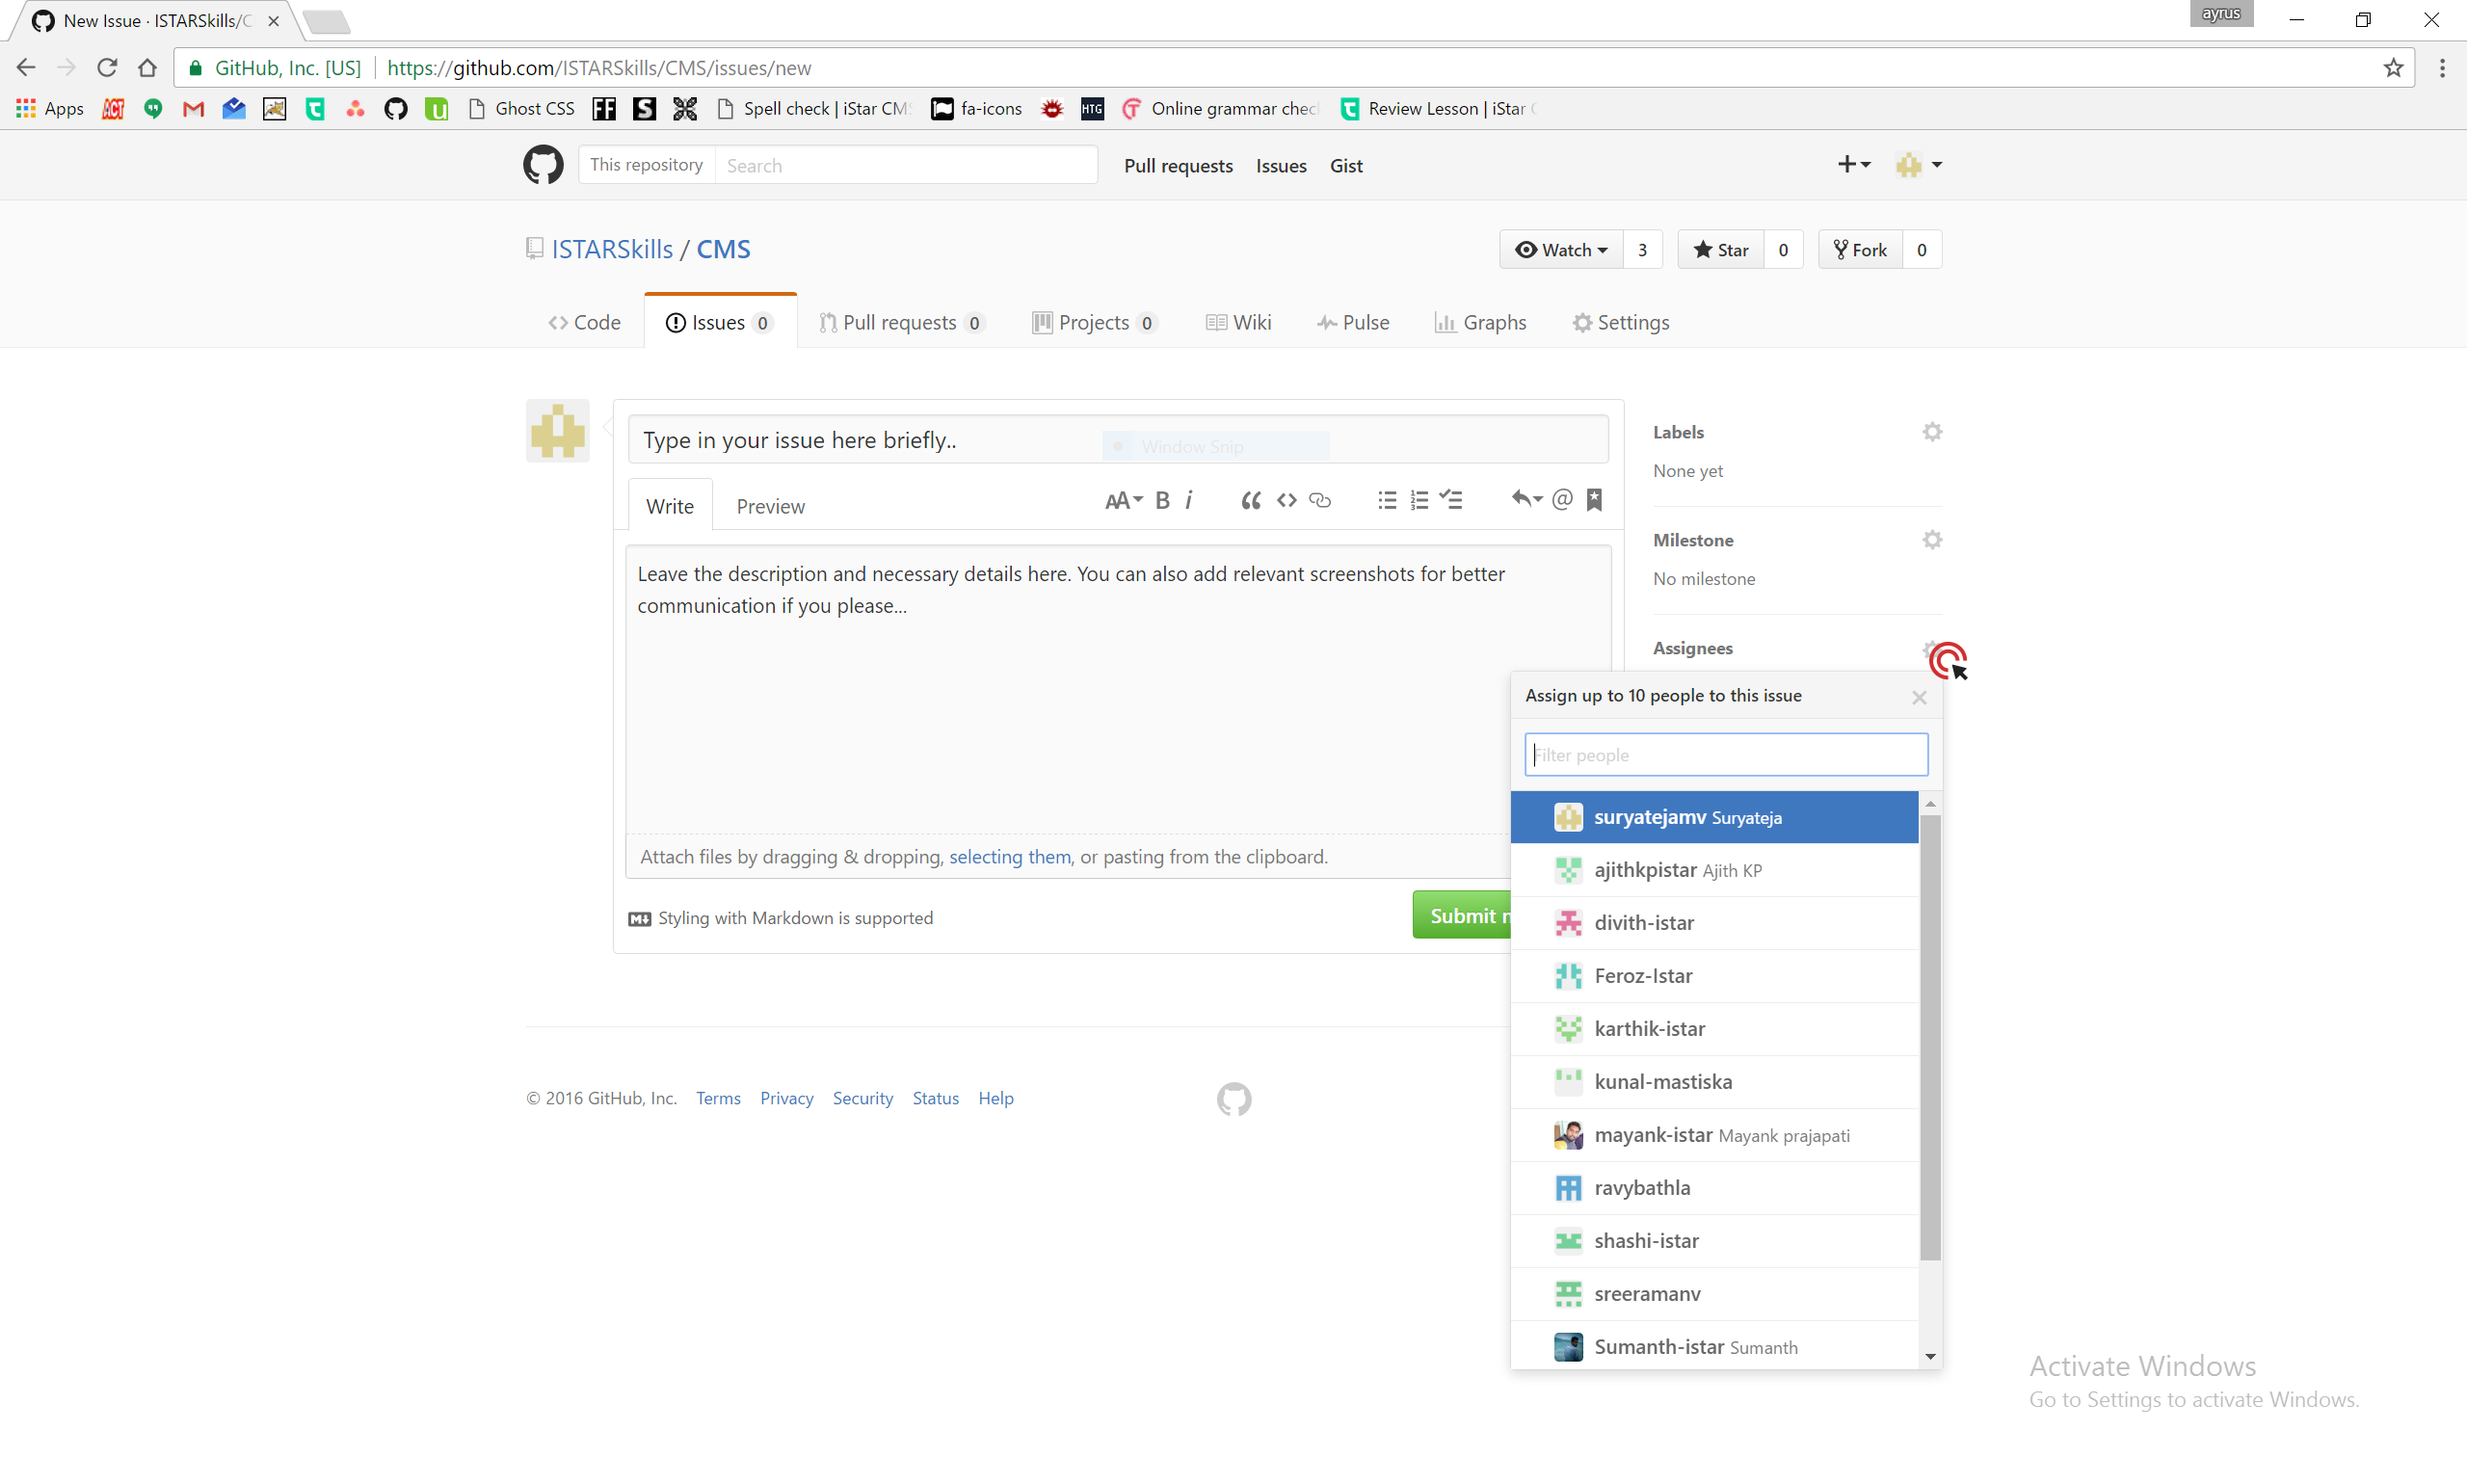 New Issue · ISTARSkills/C
ayrus
GitHub, Inc. [US] https://github.com/ISTARSkills/CMS/issues/new
Apps ACT Ghost CSS FF S Spell check | iStar CM fa-icons HTG Online grammar chec Review Lesson | iStar
This repository Search Pull requests Issues Gist
ISTARSkills / CMS Watch 3 Star 0 Fork 0
Code Issues 0 Pull requests 0 Projects 0 Wiki Pulse Graphs Settings
Type in your issue here briefly..
Window Snip
Labels
None yet
Write Preview AA B i
Milestone
No milestone
Leave the description and necessary details here. You can also add relevant screenshots for better
communication if you please...
Assignees
Assign up to 10 people to this issue
Filter people
suryatejamv Suryateja
ajithkpistar Ajith KP
divith-istar
Feroz-Istar
karthik-istar
kunal-mastiska
mayank-istar Mayank prajapati
ravybathla
shashi-istar
sreeramanv
Sumanth-istar Sumanth
Attach files by dragging & dropping, selecting them, or pasting from the clipboard.
Styling with Markdown is supported
Submit
© 2016 GitHub, Inc. Terms Privacy Security Status Help
Activate Windows
Go to Settings to activate Windows.